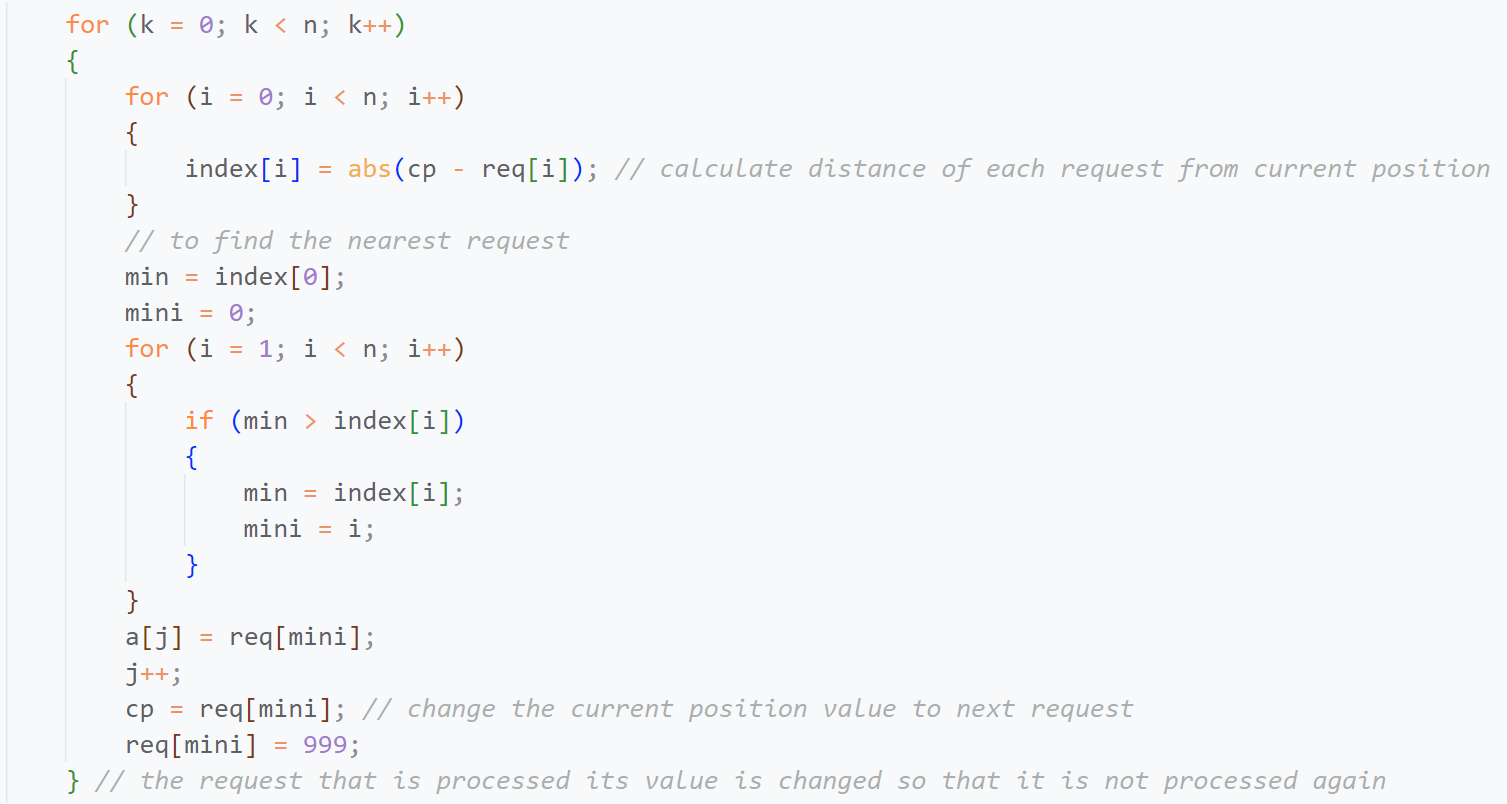 for (k = 0; k < n; k++)
{
    for (i = 0; i < n; i++)
    {
        index[i] = abs(cp - req[i]); // calculate distance of each request from current position
    }
    // to find the nearest request
    min = index[0];
    mini = 0;
    for (i = 1; i < n; i++)
    {
        if (min > index[i])
        {
            min = index[i];
            mini = i;
        }
    }
    a[j] = req[mini];
    j++;
    cp = req[mini]; // change the current position value to next request
    req[mini] = 999;
} // the request that is processed its value is changed so that it is not processed again